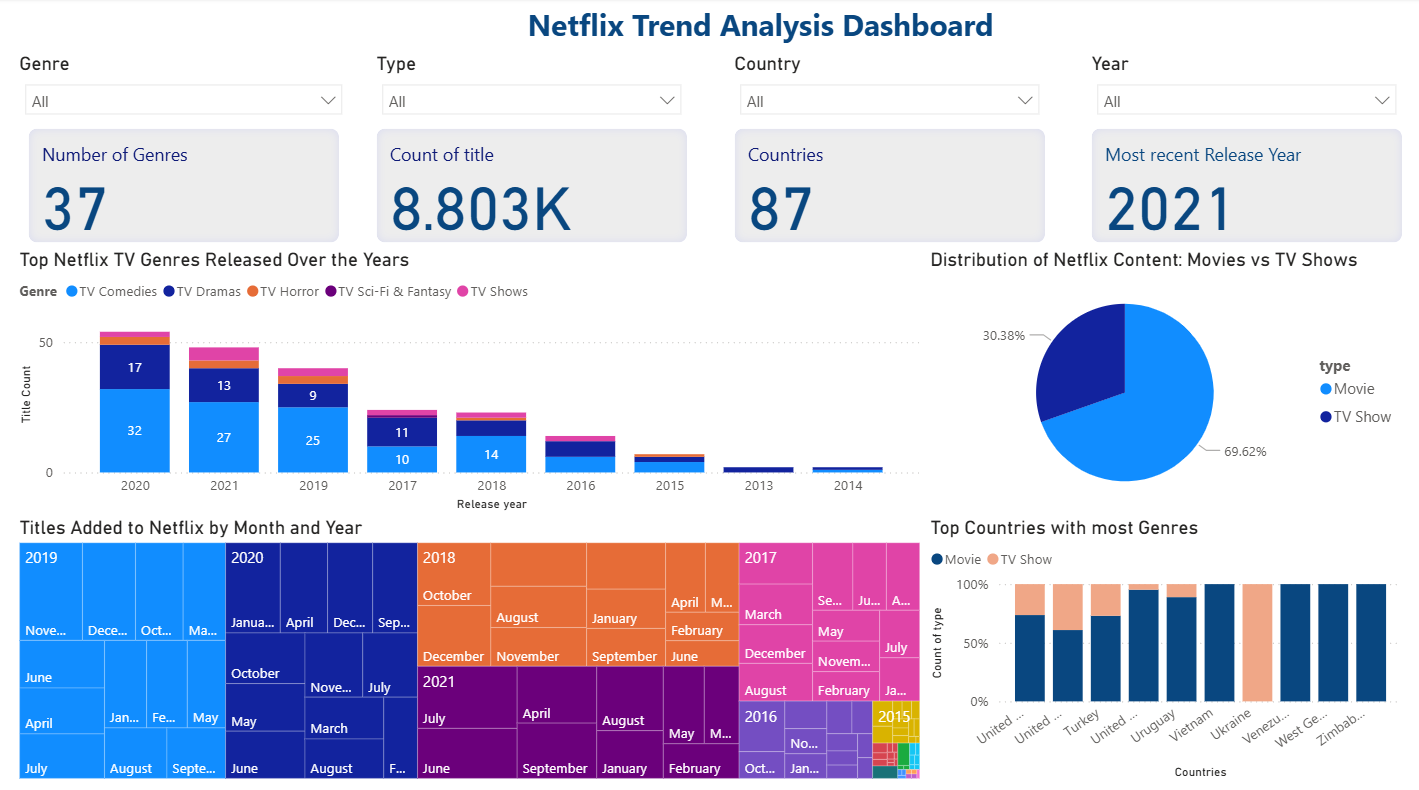 Netflix Trend Analysis Dashboard
Genre
Type
Country
Year
All
All
All
All
Number of Genres
37
Count of title
8.803K
Countries
87
Most recent Release Year
2021
Top Netflix TV Genres Released Over the Years
Genre TV Comedies TV Dramas TV Horror TV Sci-Fi & Fantasy TV Shows
Title Count
50
0
17
32
13
27
9
25
11
10
14
2020 2021 2019 2017 2018 2016 2015 2013 2014
Release year
Distribution of Netflix Content: Movies vs TV Shows
30.38%
69.62%
type
Movie
TV Show
Titles Added to Netflix by Month and Year
2019
Nove...
Dece...
Oct...
Ma...
June
April
July
Jan...
Fe...
May
August
Septe...
2020
Janua...
April
Dec...
Sep...
October
May
June
Nove...
July
March
August
F...
2018
October
December
August
November
January
September
April
M...
February
June
2021
July
June
April
September
August
January
May
M...
February
2017
March
December
August
Se...
Ju...
A...
May
Novem...
February
July
Ja...
2016
Oct...
No...
Jan...
2015
Top Countries with most Genres
Movie TV Show
Count of type
100%
50%
0%
United ...
United ...
Turkey
United ...
Uruguay
Vietnam
Ukraine
Venezu...
West Ge...
Zimbab...
Countries